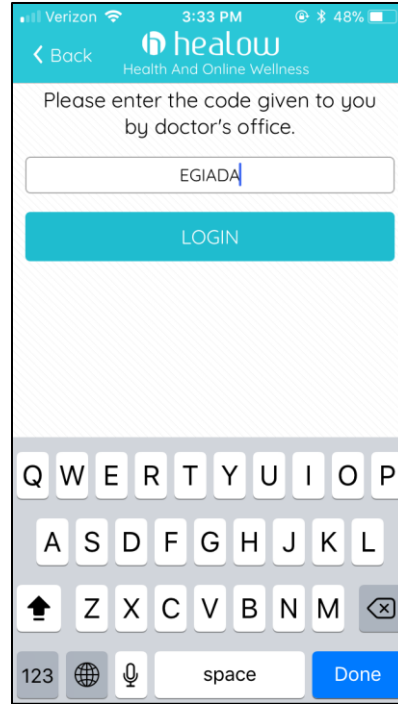 Verizon 3:33 PM 48%
Back
healow
Health And Online Wellness
Please enter the code given to you
by doctor's office.
EGIADA
LOGIN
Q W E R T Y U I O P
A S D F G H J K L
Z X C V B N M
123 space Done